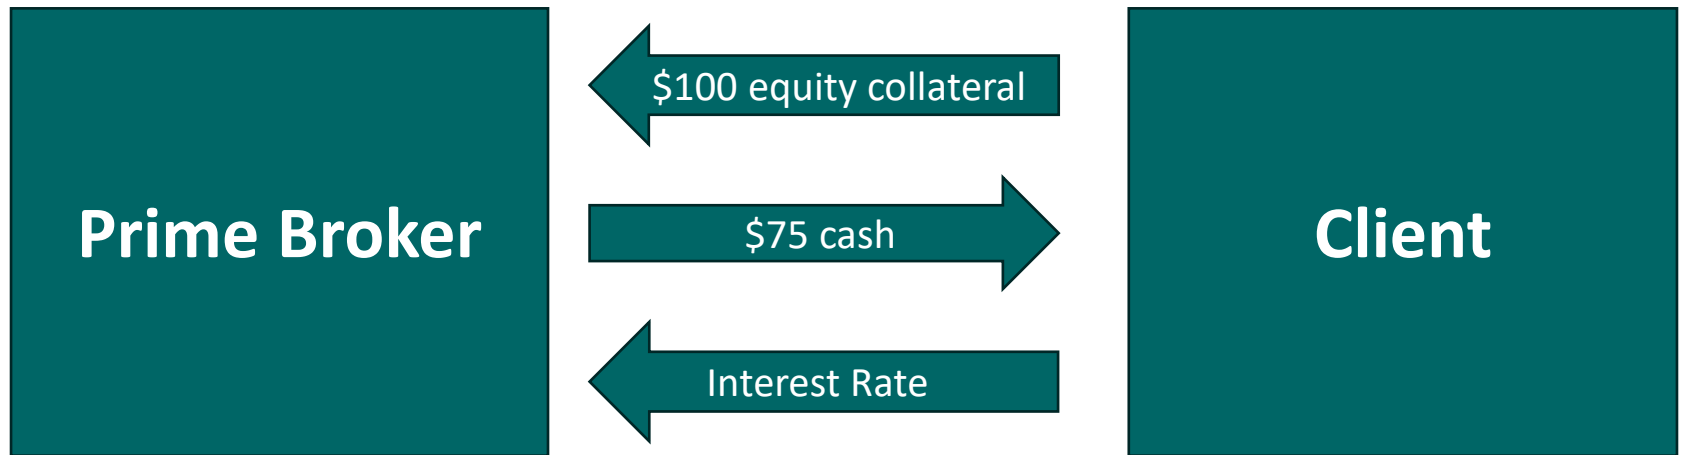 $100 equity collateral
Prime Broker
$75 cash
Client
Interest Rate